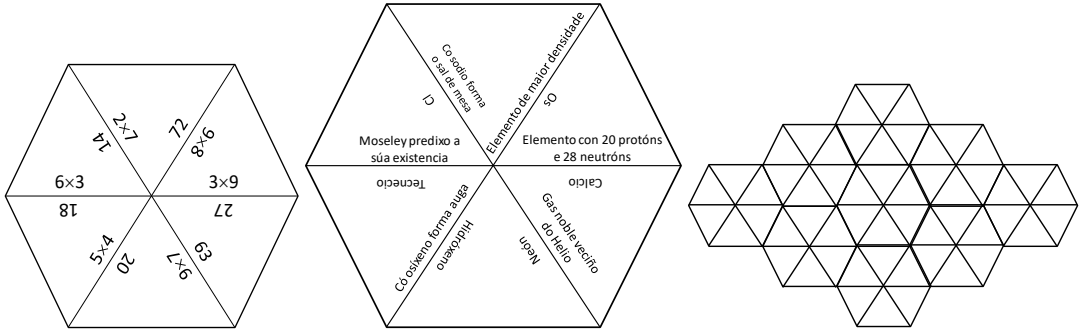 2×7
14
72
8×6
9×3
18
3×6
27
5×4
20
63
9×7
Co sodio forma
o sal de mesa
Cl
Elemento de maior densidade
Os
Moseley predixo a
súa existencia
Tecnecio
Elemento con 20 protóns
e 28 neutróns
Calcio
Có osíxeno forma auga
Hidróxeno
Gas noble veciño
do Helio
Neón